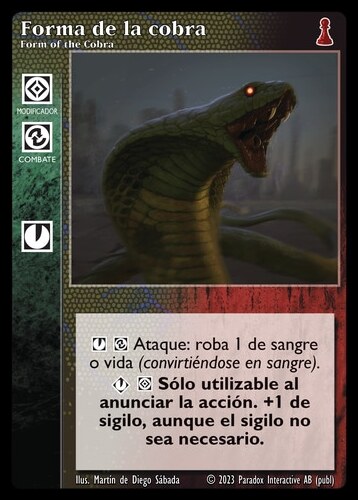 Forma de la cobra
Form of the Cobra
MODIFICADOR
COMBATE
Ataque: roba 1 de sangre
o vida (convirtiéndose en sangre).
Sólo utilizable al
anunciar la acción. +1 de
sigilo, aunque el sigilo no
sea necesario.
Ilus. Martín de Diego Sábada
© 2023 Paradox Interactive AB (publ)